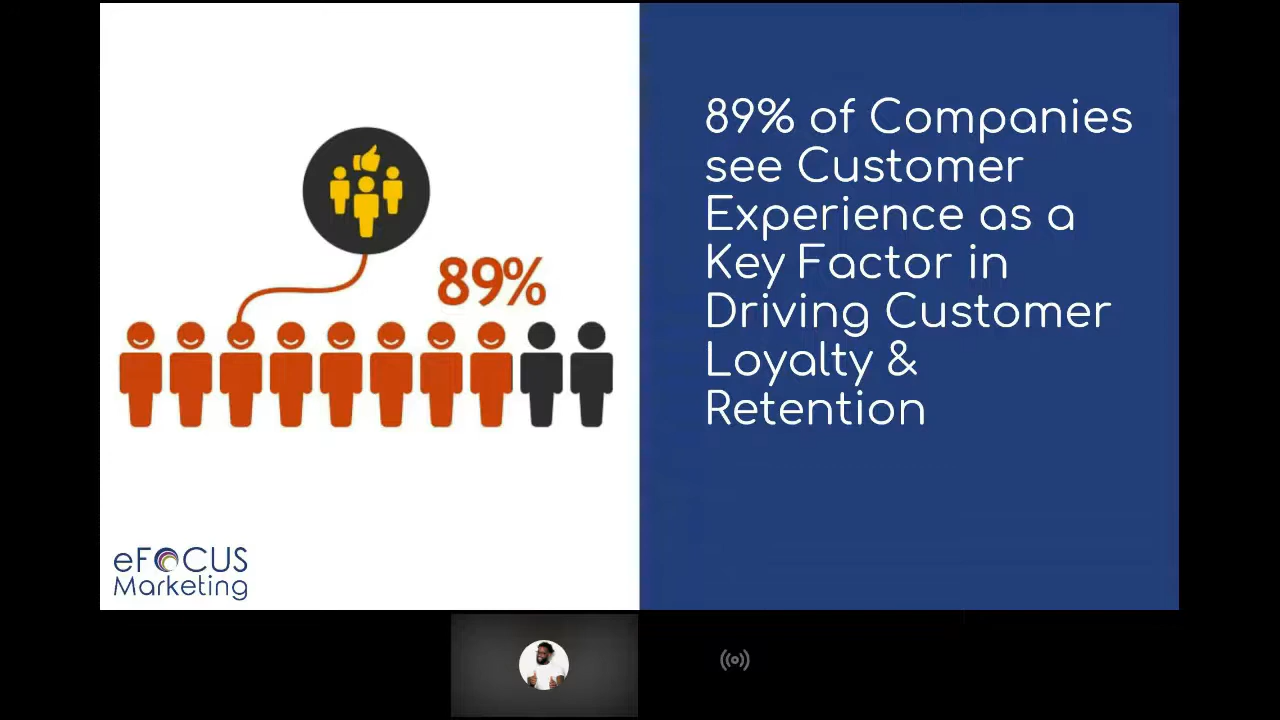 89%
eFOCUS
Marketing
89% of Companies
see Customer
Experience as a
Key Factor in
Driving Customer
Loyalty &
Retention